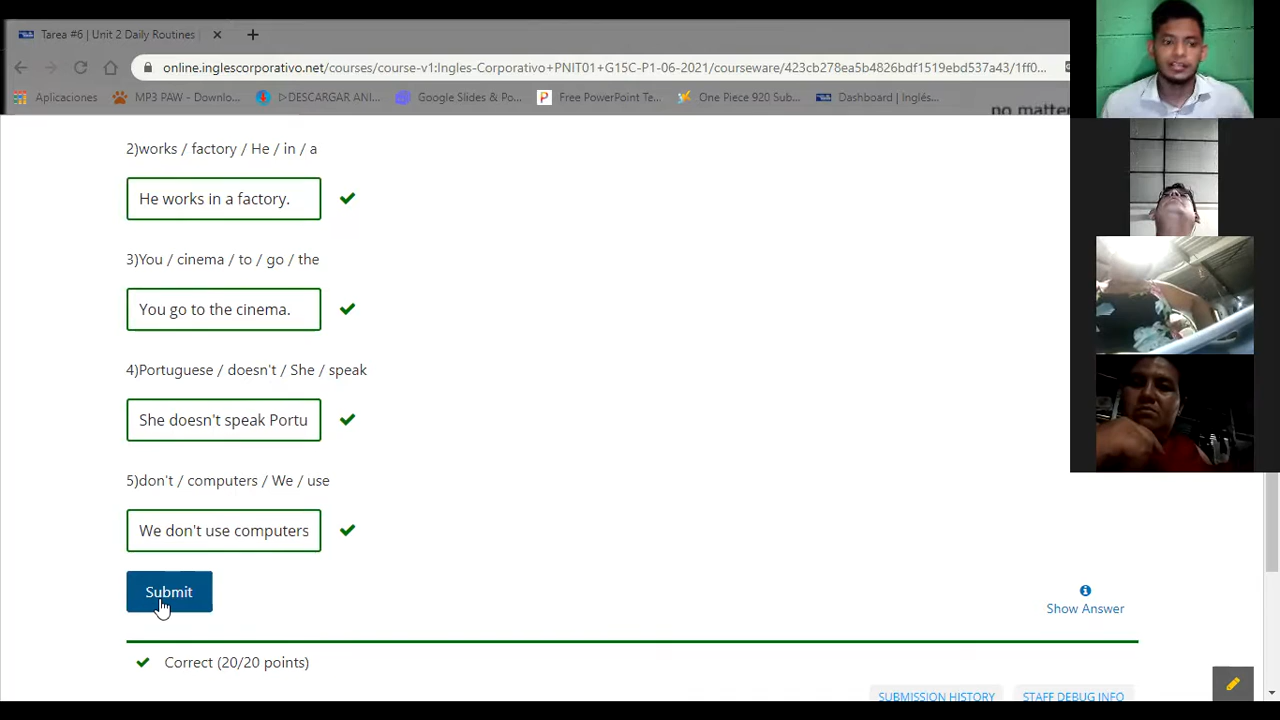 Tarea #6 | Unit 2 Daily Routines
online.inglescorporativo.net/courses/course-v1:Ingles-Corporativo+PNIT01+G15C-P1-06-2021/courseware/423cb278ea5b4826bdf1519ebd537a43/1ff0...
Aplicaciones MP3 PAW - Downlo... DESCARGAR ANI... Google Slides & Po... Free PowerPoint Te... One Piece 920 Sub... Dashboard | Inglés...
no matte
2)works / factory / He / in / a
He works in a factory.
3)You / cinema / to / go / the
You go to the cinema.
4)Portuguese / doesn't / She / speak
She doesn't speak Portu
5)don't / computers / We / use
We don't use computers
Submit
Show Answer
Correct (20/20 points)
SUBMISSION HISTORY STAFF DEBUG INFO